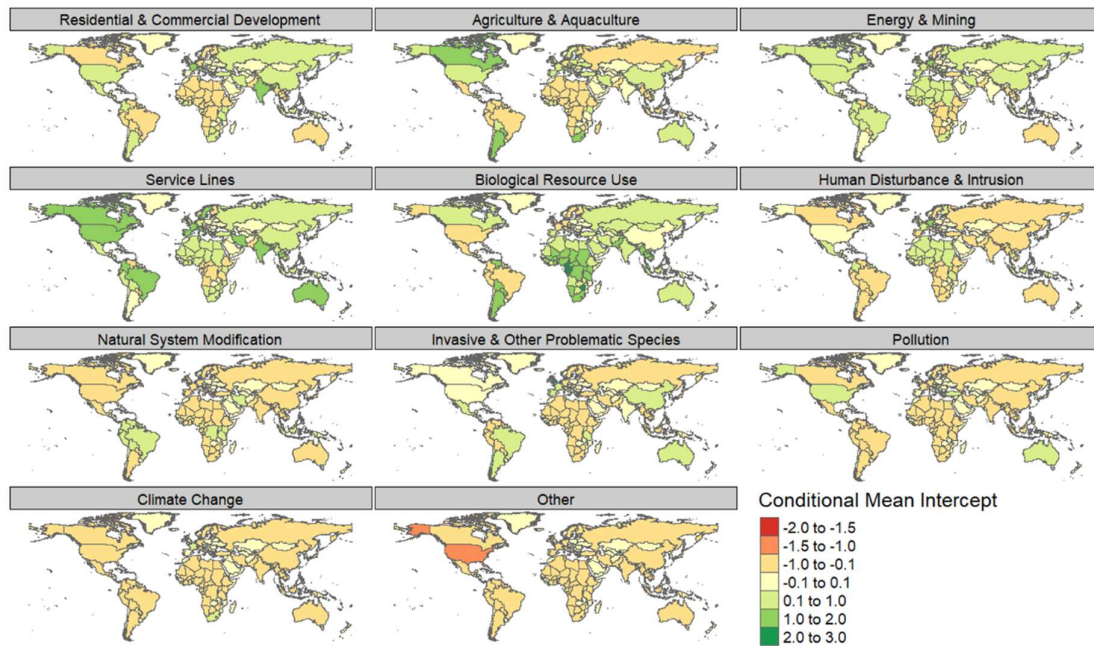 Residential & Commercial Development
Agriculture & Aquaculture
Energy & Mining
Service Lines
Biological Resource Use
Human Disturbance & Intrusion
Natural System Modification
Invasive & Other Problematic Species
Pollution
Climate Change
Other
Conditional Mean Intercept
-2.0 to -1.5
-1.5 to -1.0
-1.0 to -0.1
-0.1 to 0.1
0.1 to 1.0
1.0 to 2.0
2.0 to 3.0